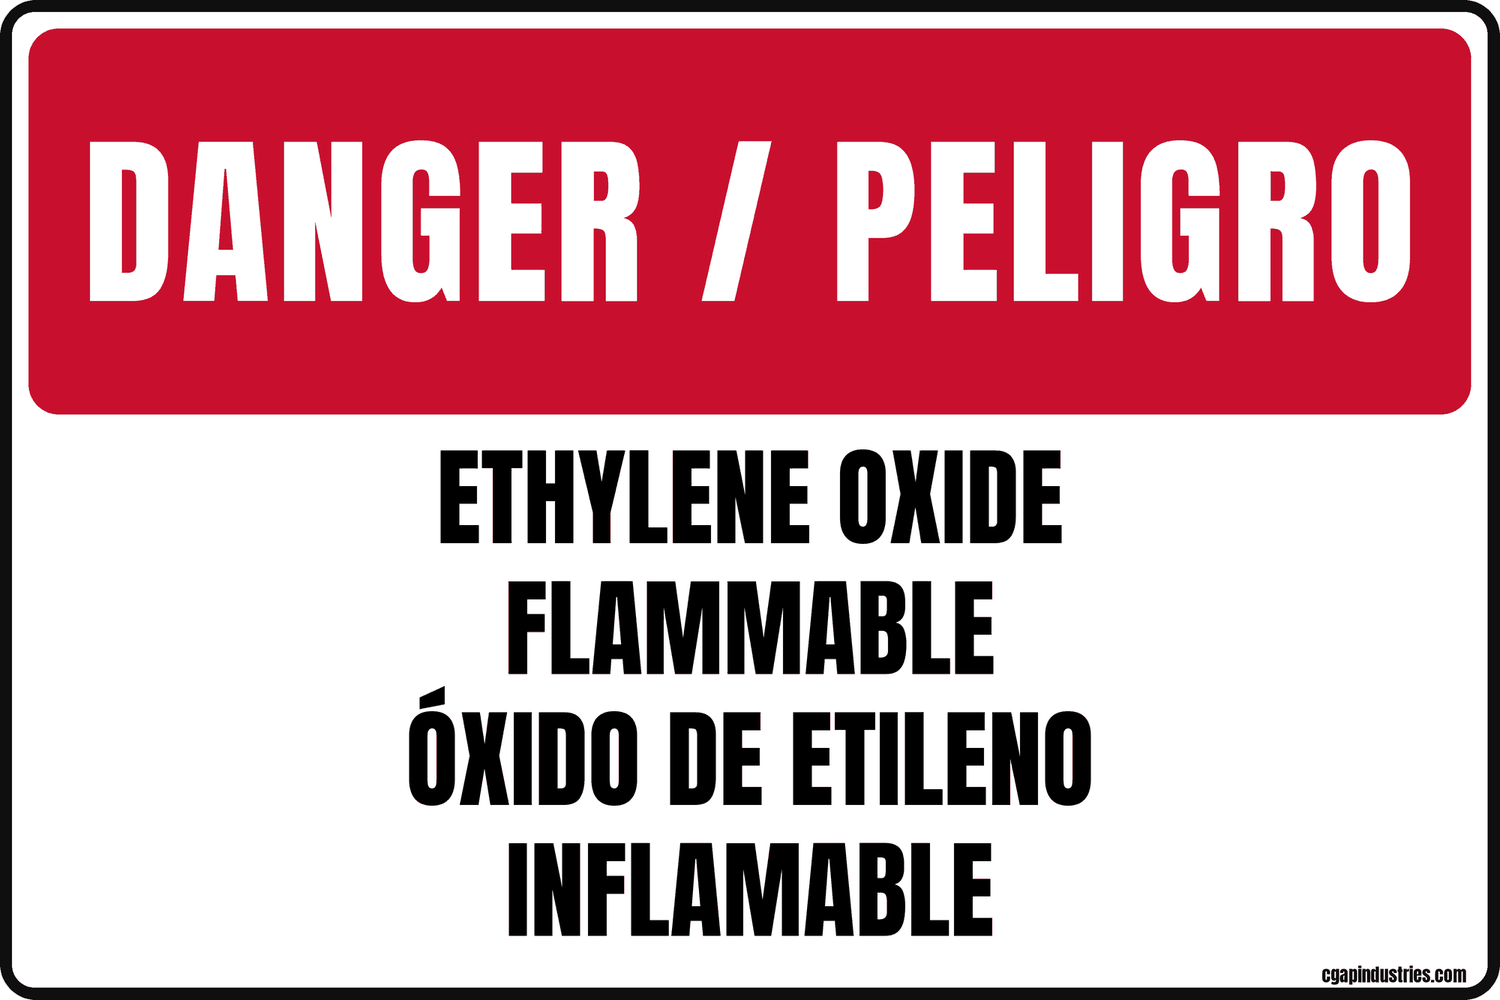 DANGER / PELIGRO
ETHYLENE OXIDE
FLAMMABLE
ÓXIDO DE ETILENO
INFLAMABLE
cgapindustries.com